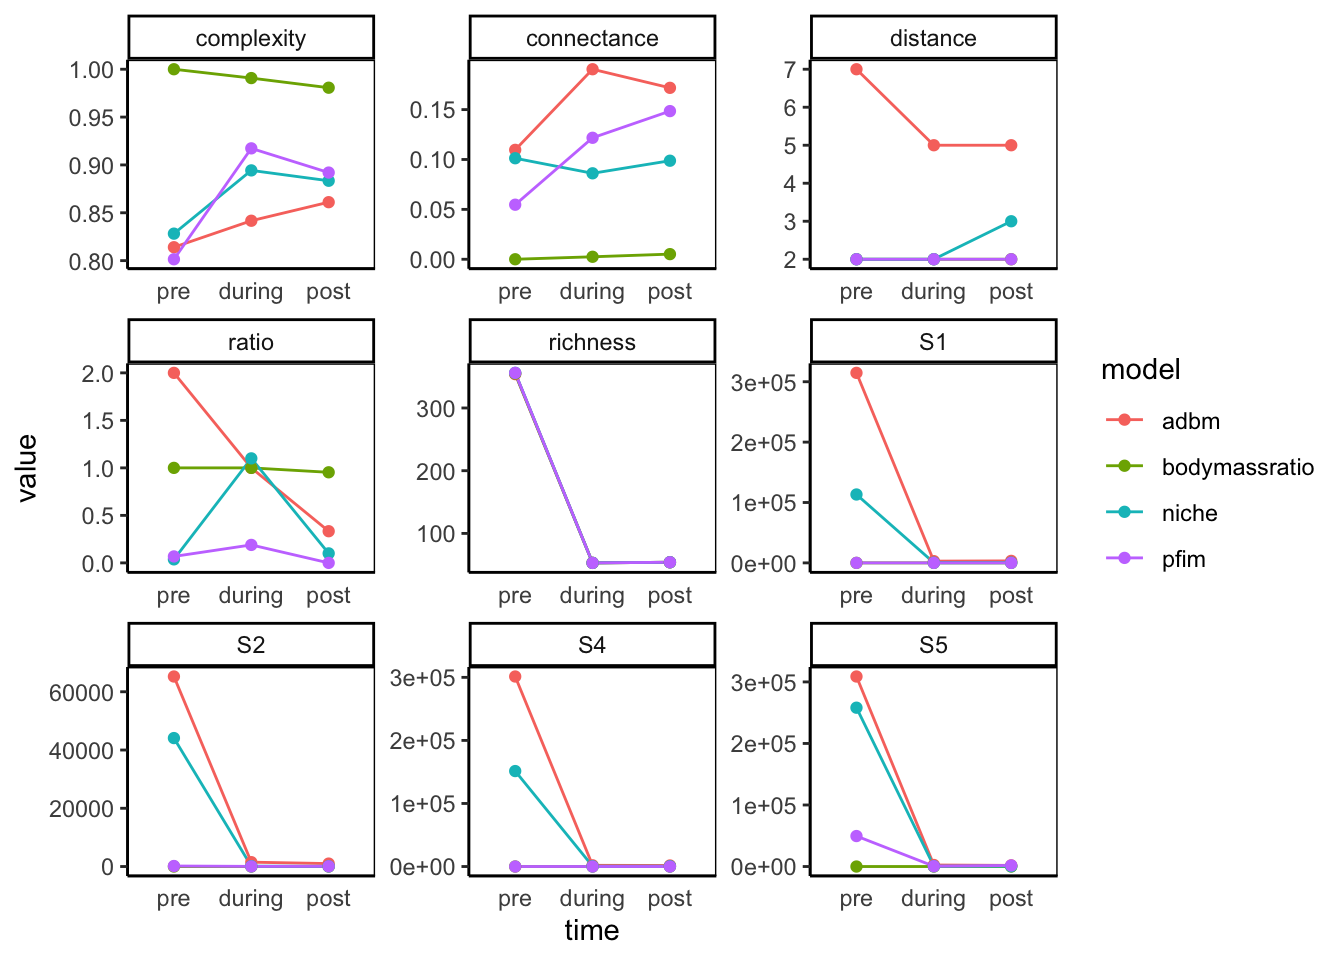 complexity
connectance
distance
1.00
0.95
0.90
0.85
0.80
0.15
0.10
0.05
0.00
7
6
5
4
3
2
pre during post
pre during post
pre during post
ratio
richness
S1
2.0
1.5
1.0
0.5
0.0
300
200
100
3e+05
2e+05
1e+05
0e+00
pre during post
pre during post
pre during post
S2
S4
S5
60000
40000
20000
0
3e+05
2e+05
1e+05
0e+00
3e+05
2e+05
1e+05
0e+00
pre during post
pre during post
pre during post
value
time
model
adbm
bodymassratio
niche
pfim